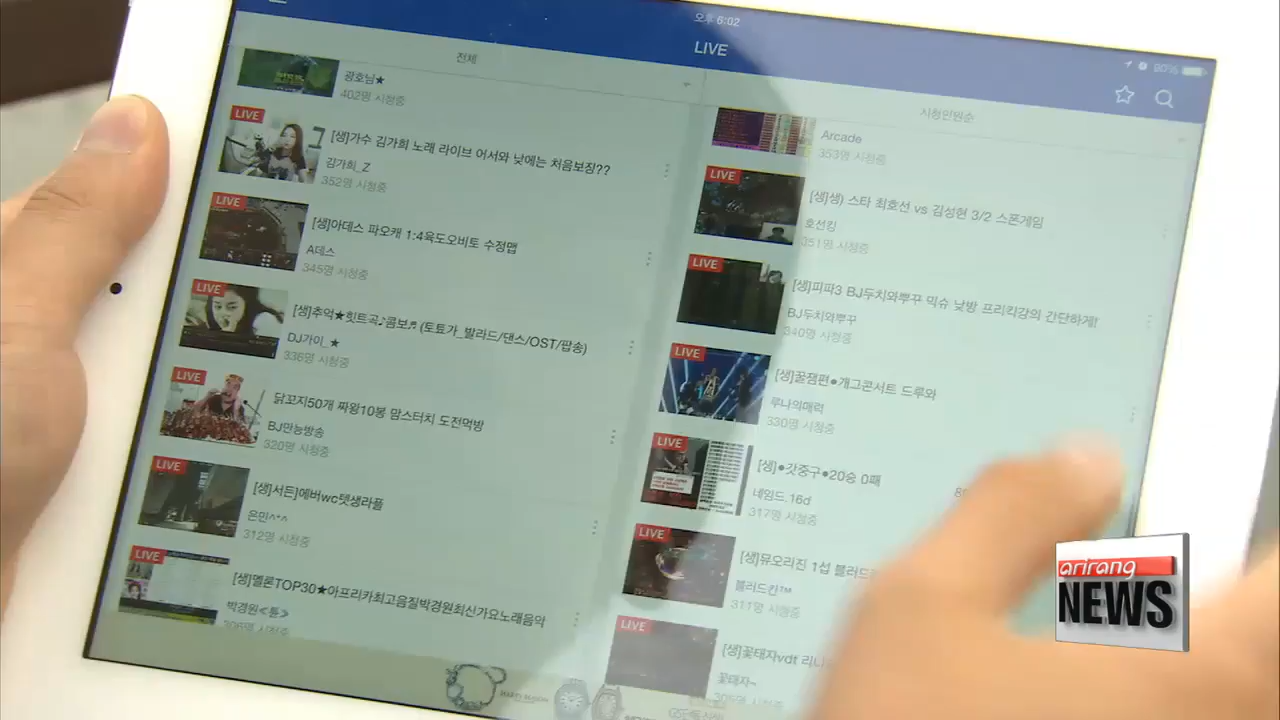 오후 6:02
LIVE
90%
전체
광호님★
402명 시청중
LIVE
[생]가수 김가희 노래 라이브 어서와 낮에는 처음보징??
김가희_Z
352명 시청중
LIVE
[생]아데스 파오캐 1:4육도오비토 수정맵
A데스
345명 시청중
LIVE
[생]추억★힛트곡♪콤보♬(토토가_발라드/댄스/OST/팝송)
DJ가이_★
336명 시청중
LIVE
닭꼬지50개 짜왕10봉 맘스터치 도전먹방
BJ만능방송
320명 시청중
LIVE
[생]서든]에버wc텟생라플
은민^*^
312명 시청중
LIVE
[생]멜론TOP30★아프리카최고음질박경원최신가요노래음악
박경원≪튠≫
시청중
시청인원순
Arcade
353명 시청중
LIVE
[생]생) 스타 최호선 vs 김성현 3/2 스폰게임
호선킹
351명 시청중
LIVE
[생]피파3 BJ두치와뿌꾸 믹슈 낮방 프리킥강의 간단하게!
BJ두치와뿌꾸
340명 시청중
LIVE
[생]꿀잼편●개그콘서트 드루와
루나의매력
330명 시청중
LIVE
[생]●갓중구●20승 0패
네임드.16d
317명 시청중
LIVE
[생]뮤오리진 1섭 블러드
블러드킨™
311명 시청중
LIVE
[생]꽃태자vdt 리니
꽃태자~
시청중
arirang
NEWS